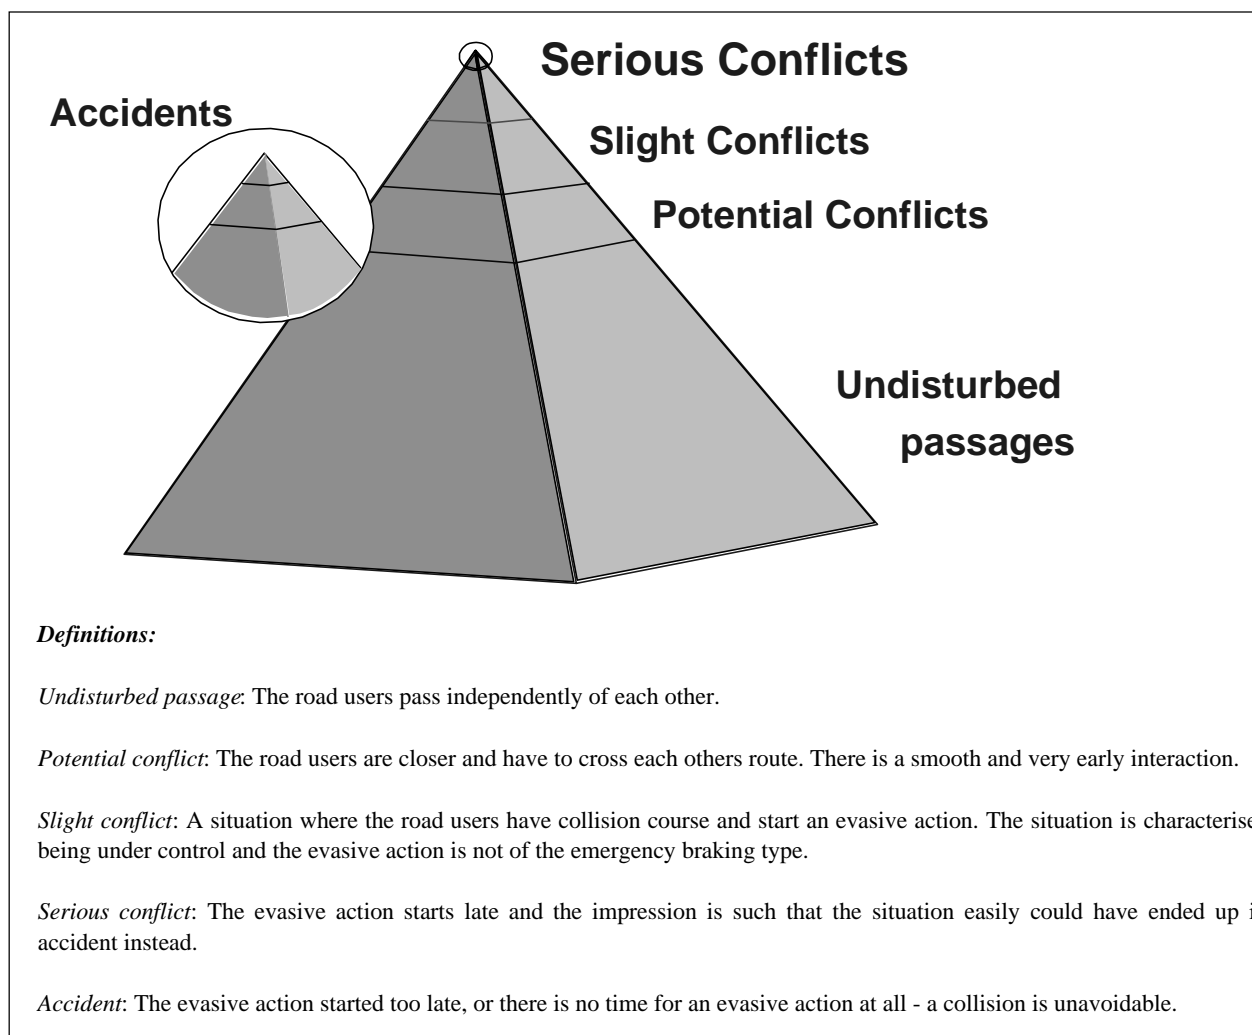 Serious Conflicts
Accidents
Slight Conflicts
Potential Conflicts
Undisturbed
passages
Definitions:
Undisturbed passage: The road users pass independently of each other.
Potential conflict: The road users are closer and have to cross each others route. There is a smooth and very early interaction.
Slight conflict: A situation where the road users have collision course and start an evasive action. The situation is characterise
being under control and the evasive action is not of the emergency braking type.
Serious conflict: The evasive action starts late and the impression is such that the situation easily could have ended up i
accident instead.
Accident: The evasive action started too late, or there is no time for an evasive action at all - a collision is unavoidable.